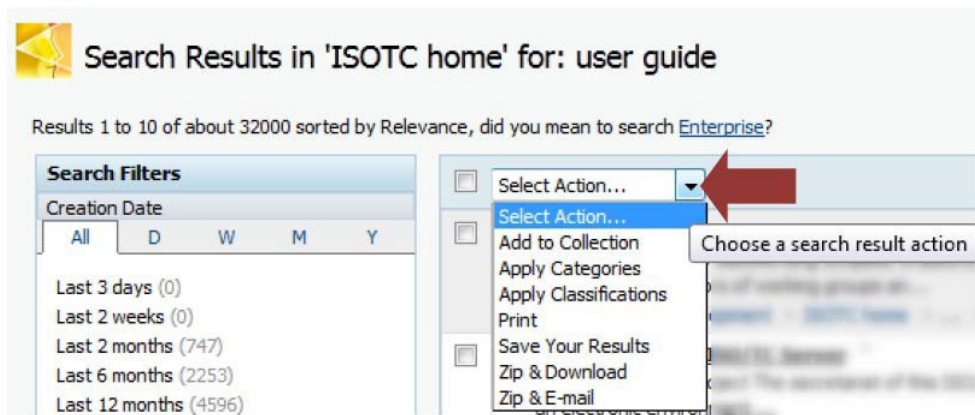 Search Results in 'ISOTC home' for: user guide
Results 1 to 10 of about 32000 sorted by Relevance, did you mean to search Enterprise?
Search Filters
Creation Date
All D W M Y
Last 3 days (0)
Last 2 weeks (0)
Last 2 months (747)
Last 6 months (2253)
Last 12 months (4596)
Select Action...
Select Action...
Add to Collection
Apply Categories
Apply Classifications
Print
Save Your Results
Zip & Download
Zip & E-mail
Choose a search result action